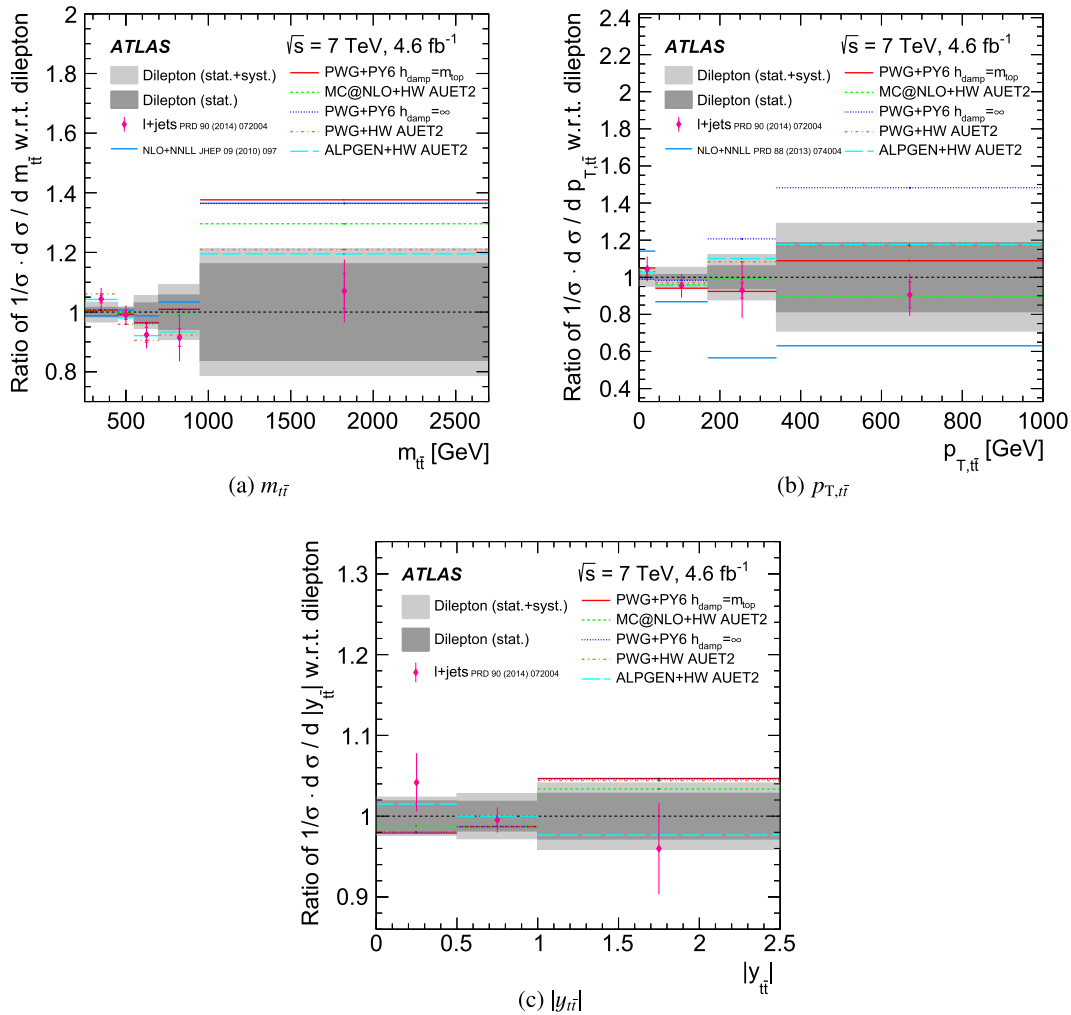 Ratio of 1/σ · d σ / d m_tt̄ w.r.t. dilepton
2
1.8
1.6
1.4
1.2
1
0.8
ATLAS
√s = 7 TeV, 4.6 fb⁻¹
Dilepton (stat.+syst.)
Dilepton (stat.)
l+jets PRD 90 (2014) 072004
NLO+NNLL JHEP 09 (2010) 097
PWG+PY6 h_damp=m_top
MC@NLO+HW AUET2
PWG+PY6 h_damp=∞
PWG+HW AUET2
ALPGEN+HW AUET2
500 1000 1500 2000 2500
m_tt̄ [GeV]
(a) m_tt̄
Ratio of 1/σ · d σ / d p_T,tt̄ w.r.t. dilepton
2.4
2.2
2
1.8
1.6
1.4
1.2
1
0.8
0.6
0.4
ATLAS
√s = 7 TeV, 4.6 fb⁻¹
Dilepton (stat.+syst.)
Dilepton (stat.)
l+jets PRD 90 (2014) 072004
NLO+NNLL PRD 88 (2013) 074004
PWG+PY6 h_damp=m_top
MC@NLO+HW AUET2
PWG+PY6 h_damp=∞
PWG+HW AUET2
ALPGEN+HW AUET2
0 200 400 600 800 1000
p_T,tt̄ [GeV]
(b) p_T,tt̄
Ratio of 1/σ · d σ / d |y_tt̄| w.r.t. dilepton
1.3
1.2
1.1
1
0.9
ATLAS
√s = 7 TeV, 4.6 fb⁻¹
Dilepton (stat.+syst.)
Dilepton (stat.)
l+jets PRD 90 (2014) 072004
PWG+PY6 h_damp=m_top
MC@NLO+HW AUET2
PWG+PY6 h_damp=∞
PWG+HW AUET2
ALPGEN+HW AUET2
0 0.5 1 1.5 2 2.5
|y_tt̄|
(c) |y_tt̄|